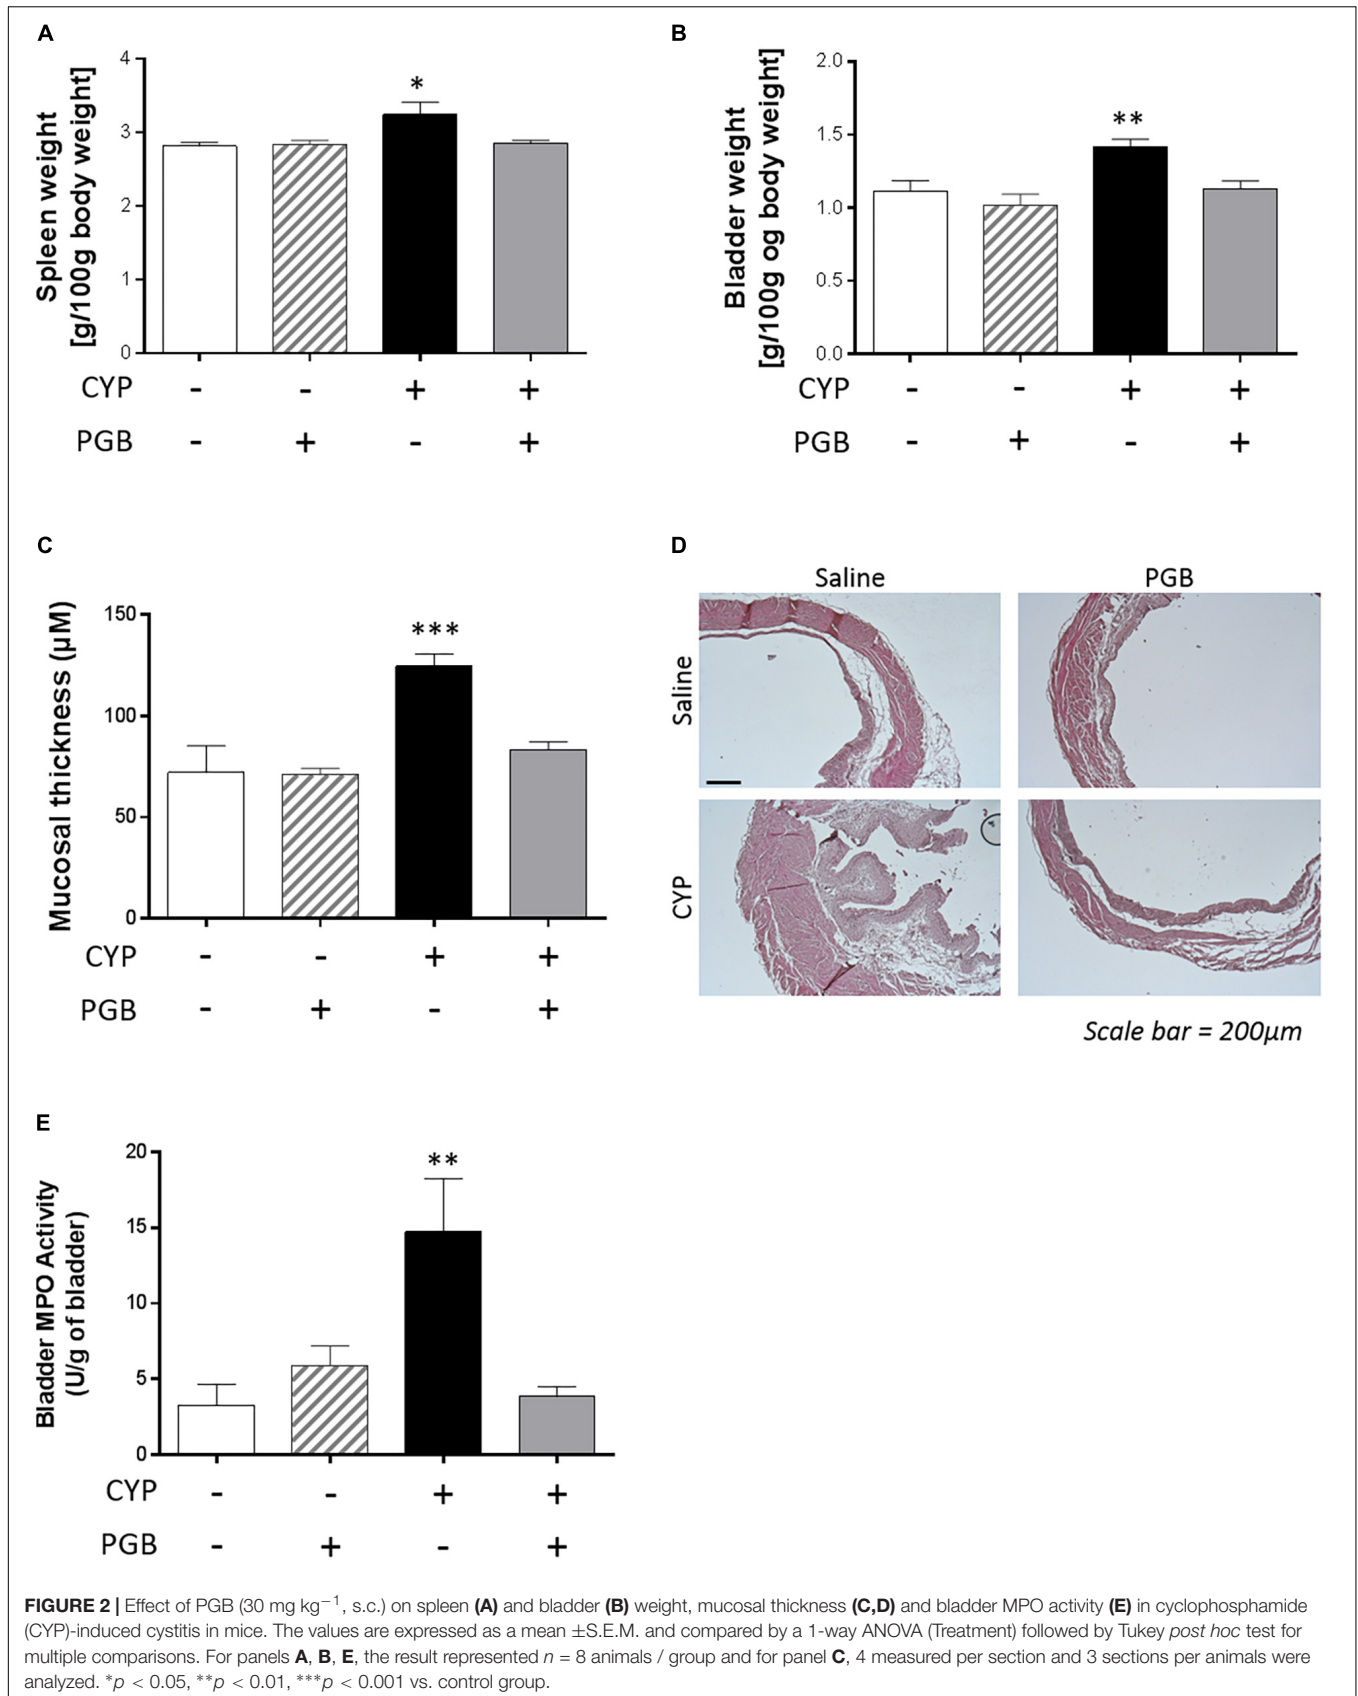 A
Spleen weight
[g/100g body weight]
4
3
2
1
0
*
CYP - - + +
PGB - + - +
B
Bladder weight
[g/100g og body weight]
2.0
1.5
1.0
0.5
0.0
**
CYP - - + +
PGB - + - +
C
Mucosal thickness (µM)
150
100
50
0
***
CYP - - + +
PGB - + - +
D
Saline PGB
Saline
CYP
Scale bar = 200µm
E
Bladder MPO Activity
(U/g of bladder)
20
15
10
5
0
**
CYP - - + +
PGB - + - +
FIGURE 2 | Effect of PGB (30 mg kg−1, s.c.) on spleen (A) and bladder (B) weight, mucosal thickness (C,D) and bladder MPO activity (E) in cyclophosphamide
(CYP)-induced cystitis in mice. The values are expressed as a mean ±S.E.M. and compared by a 1-way ANOVA (Treatment) followed by Tukey post hoc test for
multiple comparisons. For panels A, B, E, the result represented n = 8 animals / group and for panel C, 4 measured per section and 3 sections per animals were
analyzed. *p < 0.05, **p < 0.01, ***p < 0.001 vs. control group.